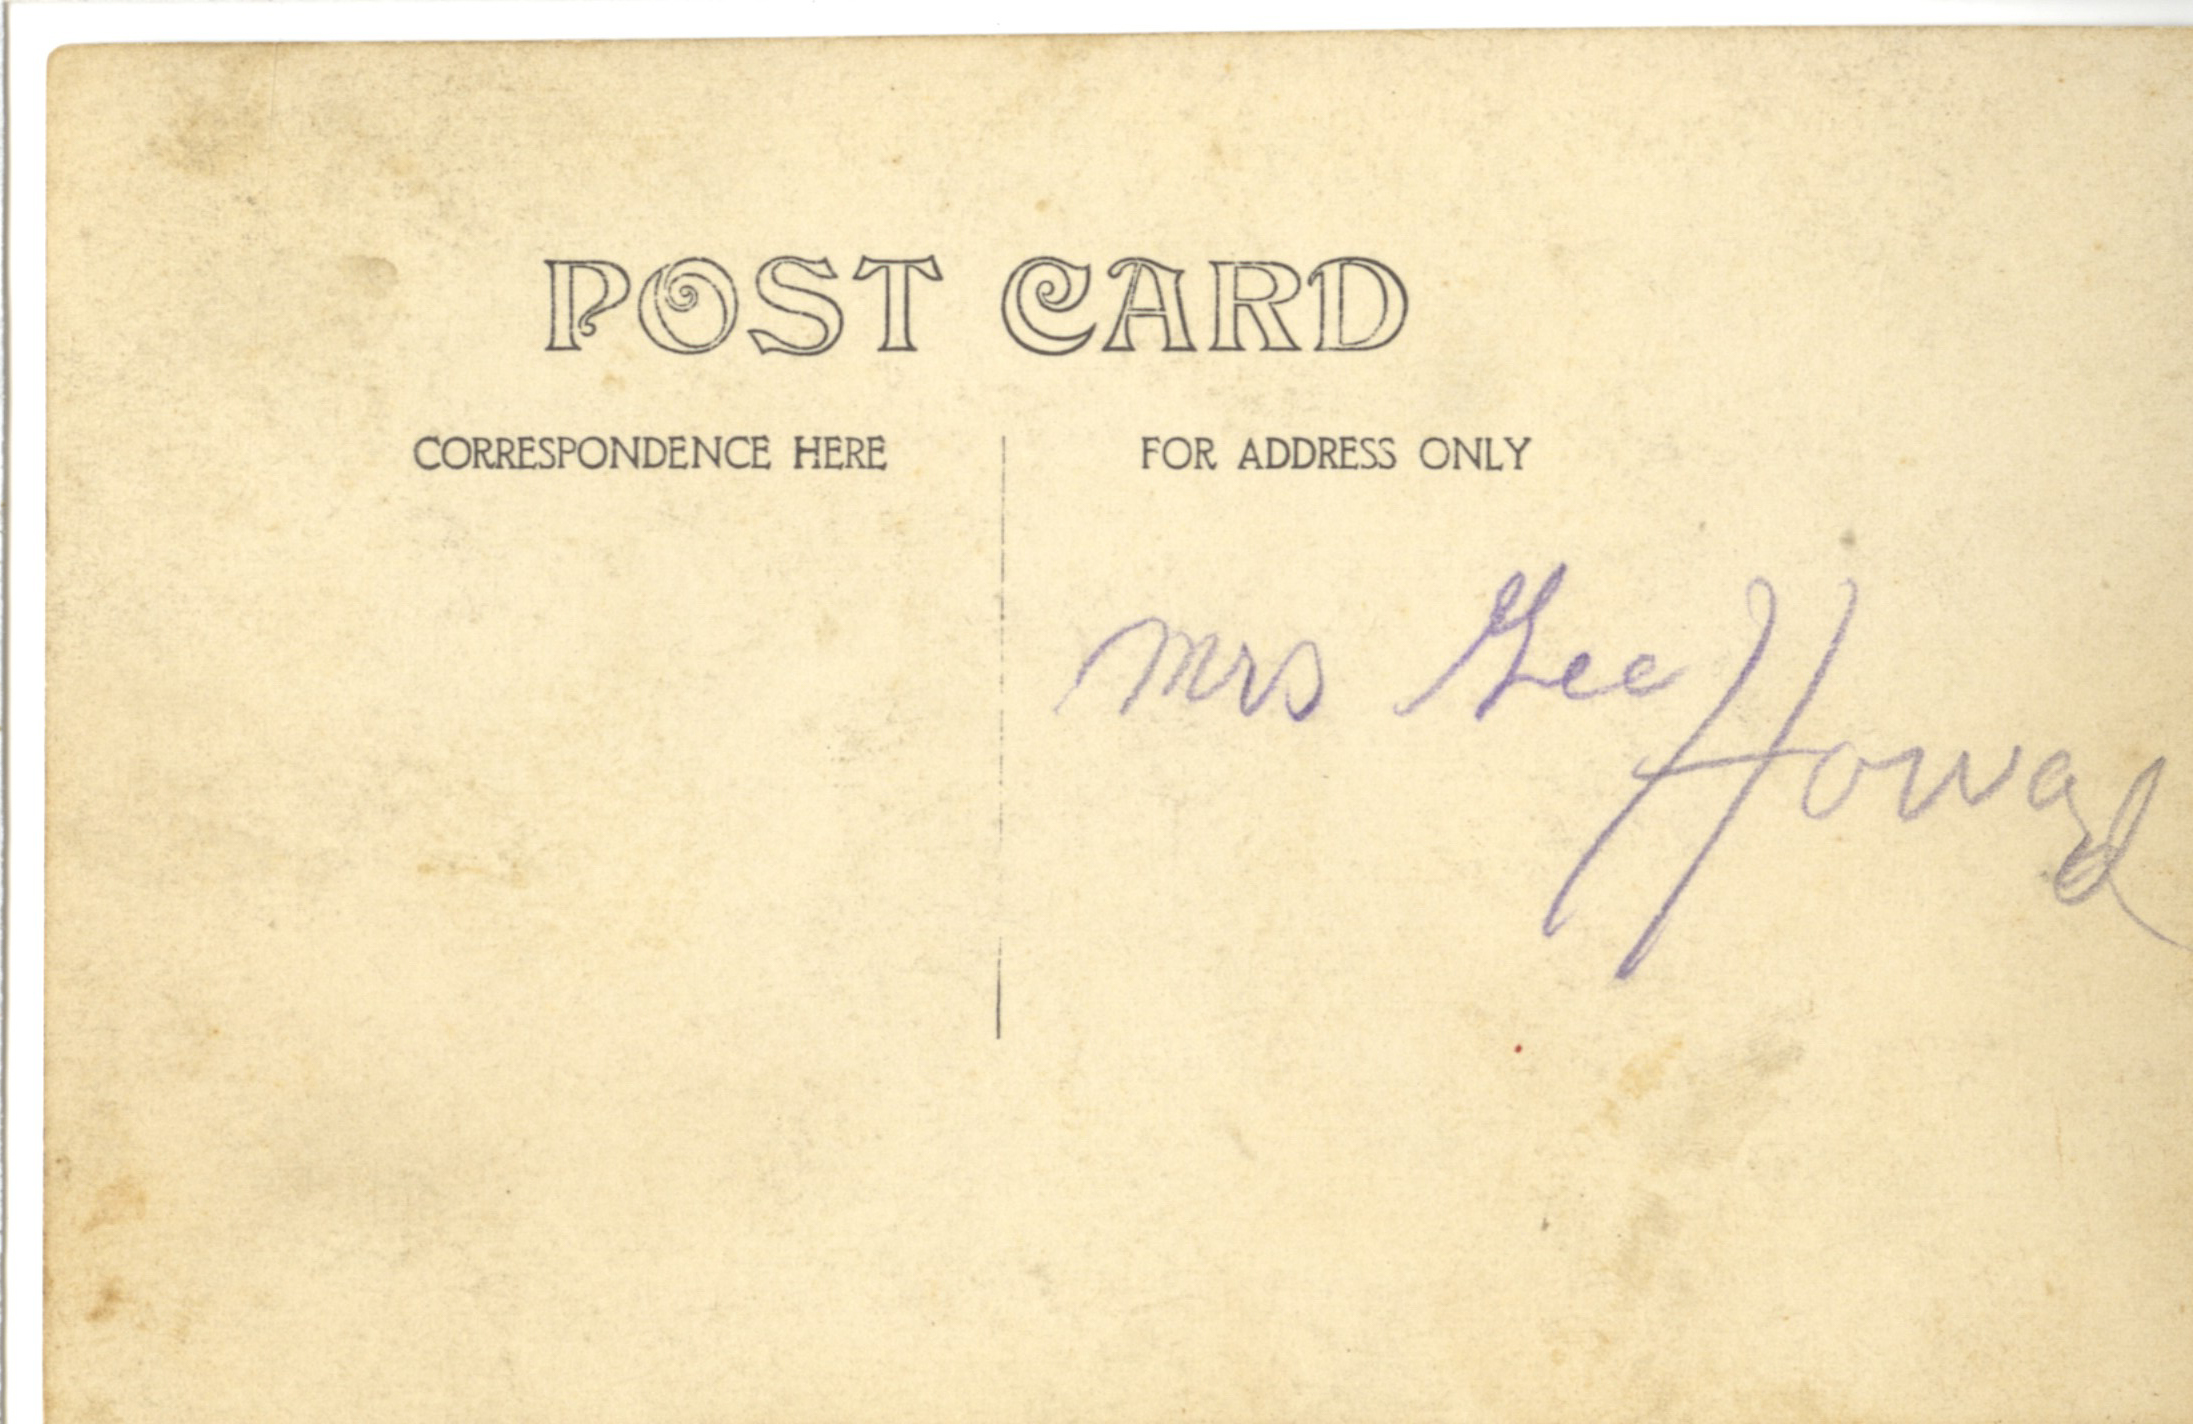 POST CARD
CORRESPONDENCE HERE
FOR ADDRESS ONLY
Mrs Geo
Howard